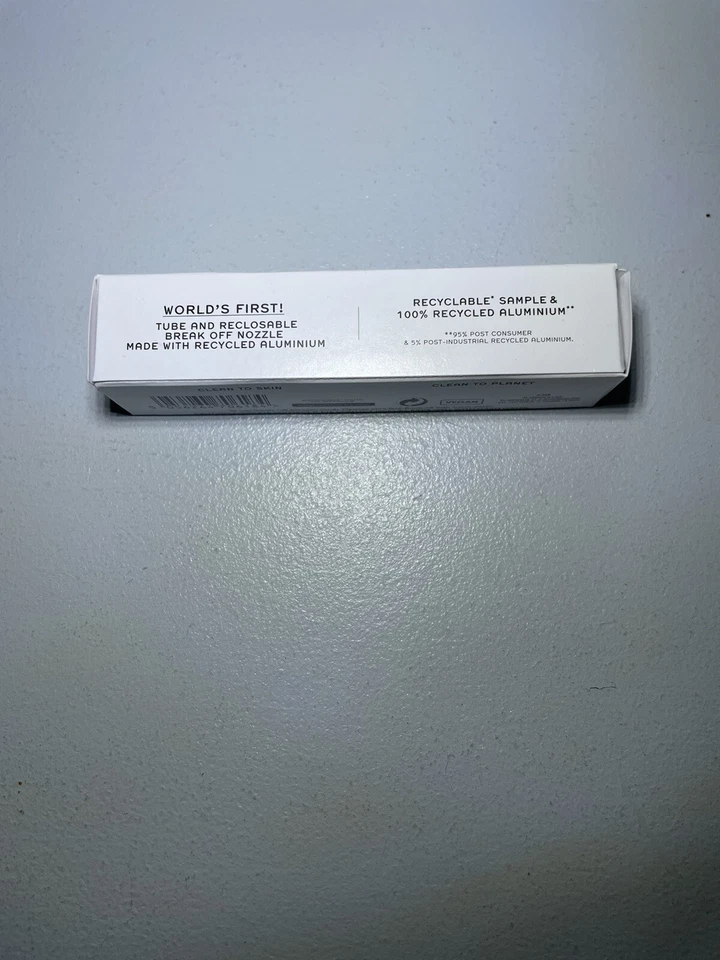 WORLD'S FIRST!
TUBE AND RECLOSABLE
BREAK OFF NOZZLE
MADE WITH RECYCLED ALUMINIUM
RECYCLABLE* SAMPLE &
100% RECYCLED ALUMINIUM**
**95% POST CONSUMER
& 5% POST-INDUSTRIAL RECYCLED ALUMINIUM.
CLEAN TO SKIN
CLEAN TO PLANET
VEGAN